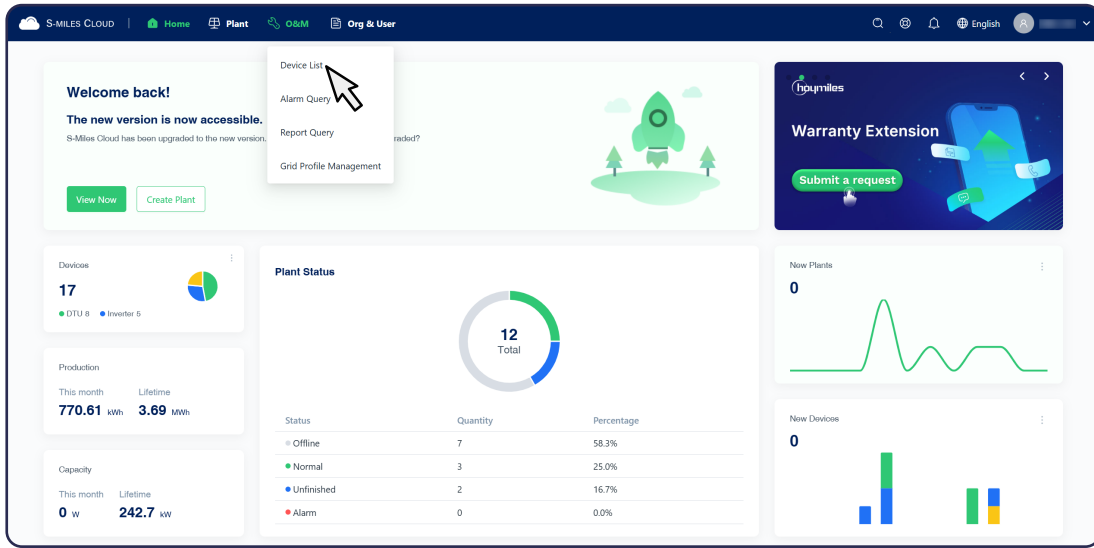 S-MILES CLOUD | Home Plant O&M Org & User English
Device List
Alarm Query
Report Query
Grid Profile Management
Welcome back!
The new version is now accessible.
S-Miles Cloud has been upgraded to the new version. raded?
View Now Create Plant
hoymiles
Warranty Extension
Submit a request
Devices
17
DTU 8 Inverter 5
Production
This month Lifetime
770.61 kWh 3.69 MWh
Capacity
This month Lifetime
0 W 242.7 kW
Plant Status
12
Total
Status Quantity Percentage
Offline 7 58.3%
Normal 3 25.0%
Unfinished 2 16.7%
Alarm 0 0.0%
New Plants
0
New Devices
0